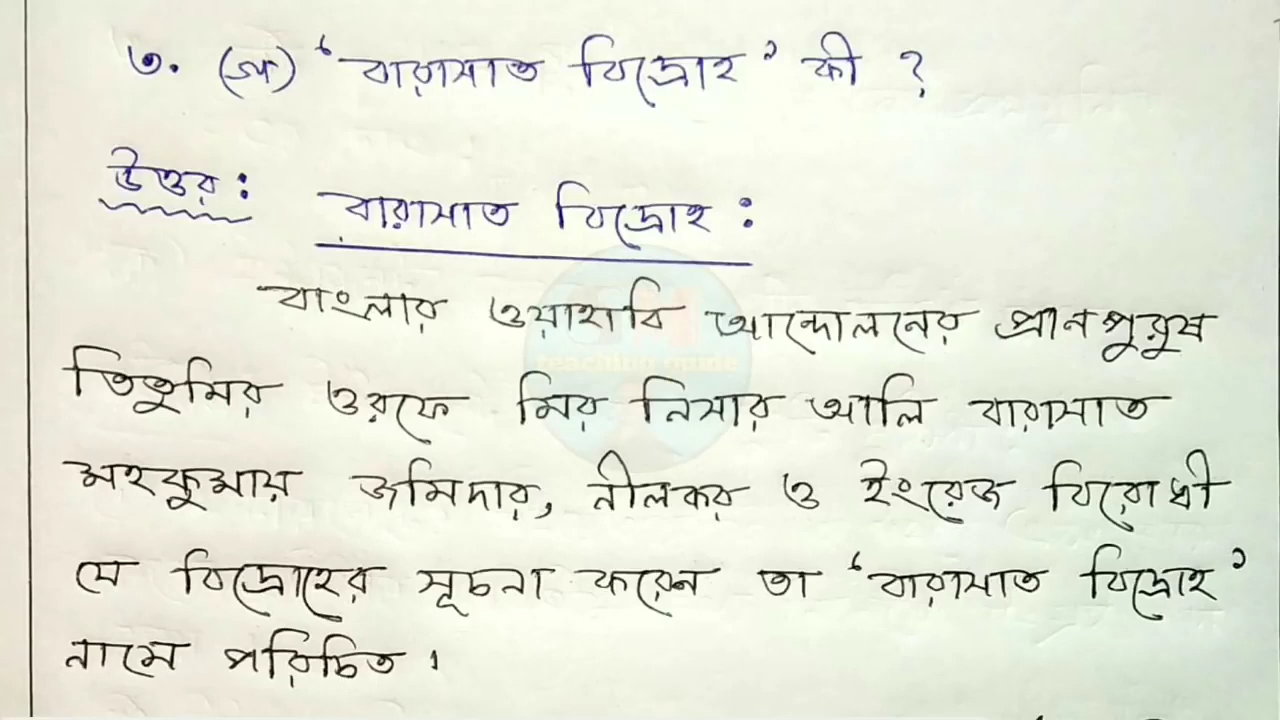 ৩. (গ) 'বারাসাত বিদ্রোহ' কী ?
উত্তর : বারাসাত বিদ্রোহ :
বাংলার ওয়াহাবি আন্দোলনের প্রানপুরুষ
তিতুমির ওরফে মির নিসার আলি বারাসাত
মহকুমায় জমিদার, নীলকর ও ইংরেজ বিরোধী
যে বিদ্রোহের সূচনা করেন তা 'বারাসাত বিদ্রোহ'
নামে পরিচিত ।